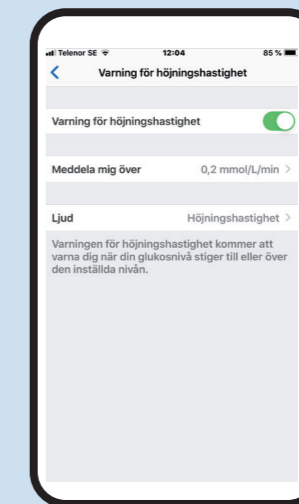 Telenor SE 12:04 85 %
Varning för höjningshastighet
Varning för höjningshastighet
Meddela mig över 0,2 mmol/L/min >
Ljud Höjningshastighet >
Varningen för höjningshastighet kommer att
varna dig när din glukosnivå stiger till eller över
den inställda nivån.